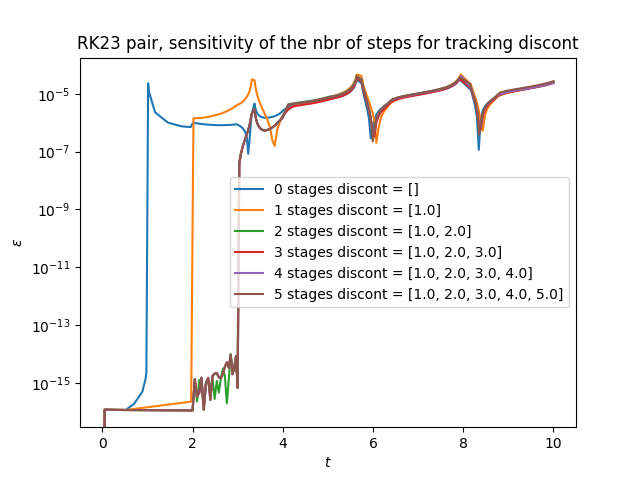 RK23 pair, sensitivity of the nbr of steps for tracking discont
10⁻⁵
10⁻⁷
10⁻⁹
10⁻¹¹
10⁻¹³
10⁻¹⁵
ε
0 stages discont = []
1 stages discont = [1.0]
2 stages discont = [1.0, 2.0]
3 stages discont = [1.0, 2.0, 3.0]
4 stages discont = [1.0, 2.0, 3.0, 4.0]
5 stages discont = [1.0, 2.0, 3.0, 4.0, 5.0]
0 2 4 6 8 10
t